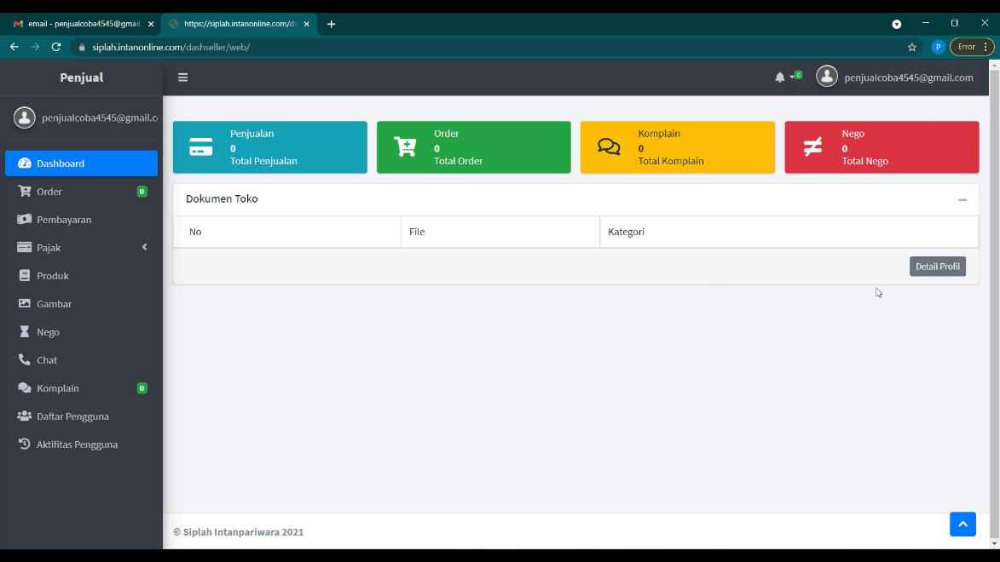 email - penjualcoba4545@gmail.
https://siplah.intanonline.com/da
siplah.intanonline.com/dashseller/web/
P
Error
Penjual
0
penjualcoba4545@gmail.com
penjualcoba4545@gmail.c
Dashboard
Order 0
Pembayaran
Pajak
Produk
Gambar
Nego
Chat
Komplain 0
Daftar Pengguna
Aktifitas Pengguna
Penjualan
0
Total Penjualan
Order
0
Total Order
Komplain
0
Total Komplain
Nego
0
Total Nego
Dokumen Toko
No File Kategori
Detail Profil
© Siplah Intanpariwara 2021